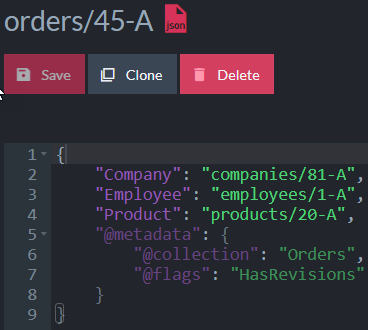 orders/45-A json
Save Clone Delete
1 {
2 "Company": "companies/81-A",
3 "Employee": "employees/1-A",
4 "Product": "products/20-A",
5 "@metadata": {
6 "@collection": "Orders",
7 "@flags": "HasRevisions"
8 }
9 }